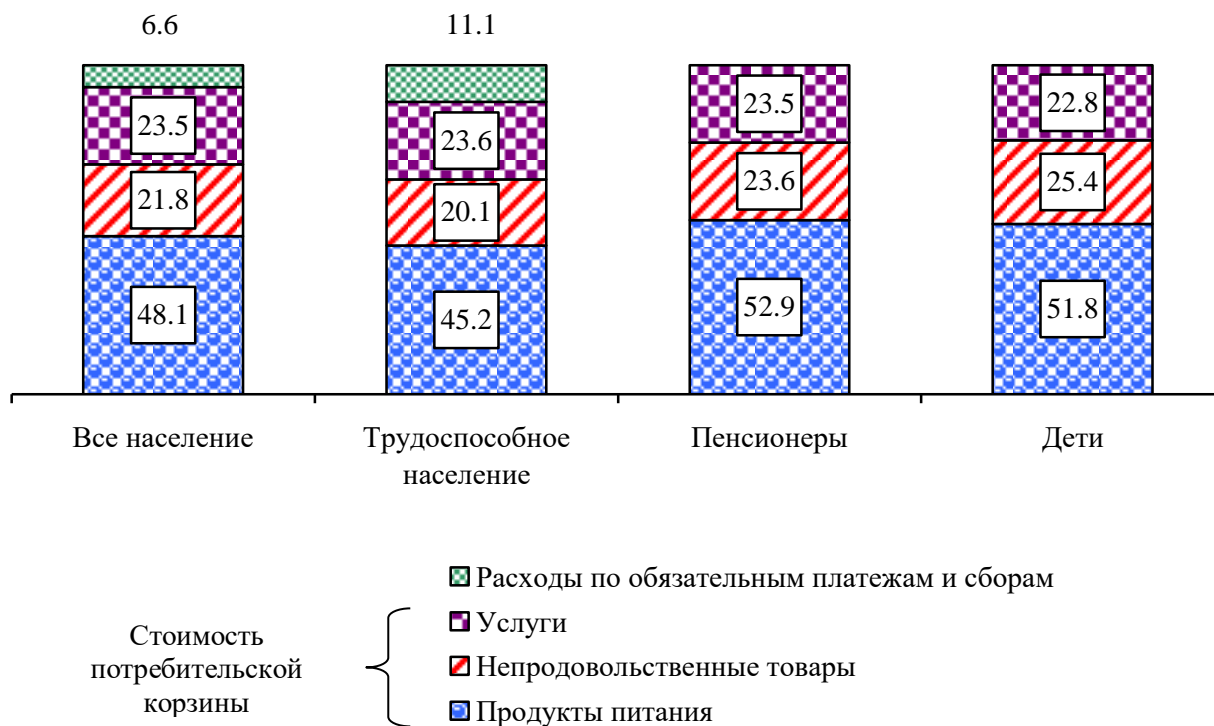 6.6 11.1
23.5 23.6 23.5 22.8
21.8 20.1 23.6 25.4
48.1 45.2 52.9 51.8
Все население Трудоспособное Пенсионеры Дети
население
Расходы по обязательным платежам и сборам
Услуги
Непродовольственные товары
Продукты питания
Стоимость
потребительской
корзины